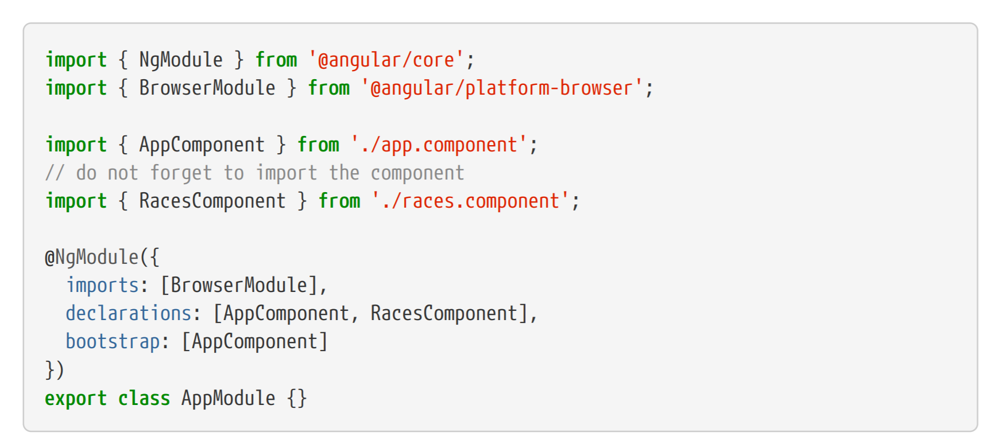 import { NgModule } from '@angular/core';
import { BrowserModule } from '@angular/platform-browser';
import { AppComponent } from './app.component';
// do not forget to import the component
import { RacesComponent } from './races.component';
@NgModule({
  imports: [BrowserModule],
  declarations: [AppComponent, RacesComponent],
  bootstrap: [AppComponent]
})
export class AppModule {}